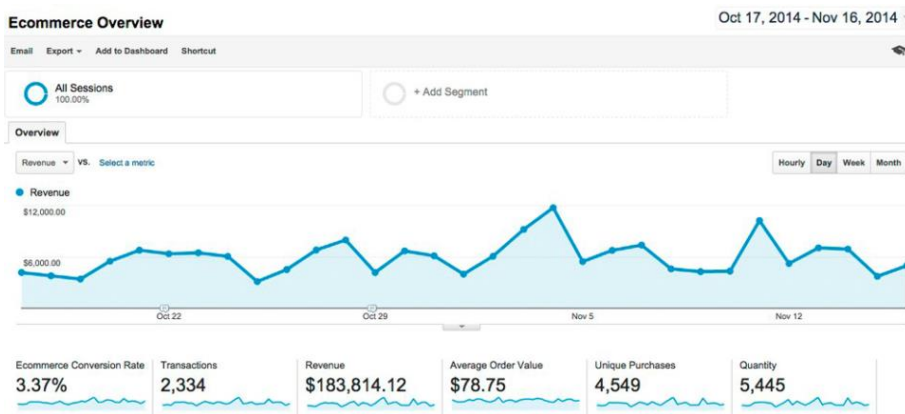 Ecommerce Overview
Oct 17, 2014 - Nov 16, 2014
Email Export Add to Dashboard Shortcut
All Sessions
100.00%
+ Add Segment
Overview
Revenue VS. Select a metric
Hourly Day Week Month
Revenue
$12,000.00
$6,000.00
Oct 22 Oct 29 Nov 5 Nov 12
Ecommerce Conversion Rate Transactions Revenue Average Order Value Unique Purchases Quantity
3.37% 2,334 $183,814.12 $78.75 4,549 5,445